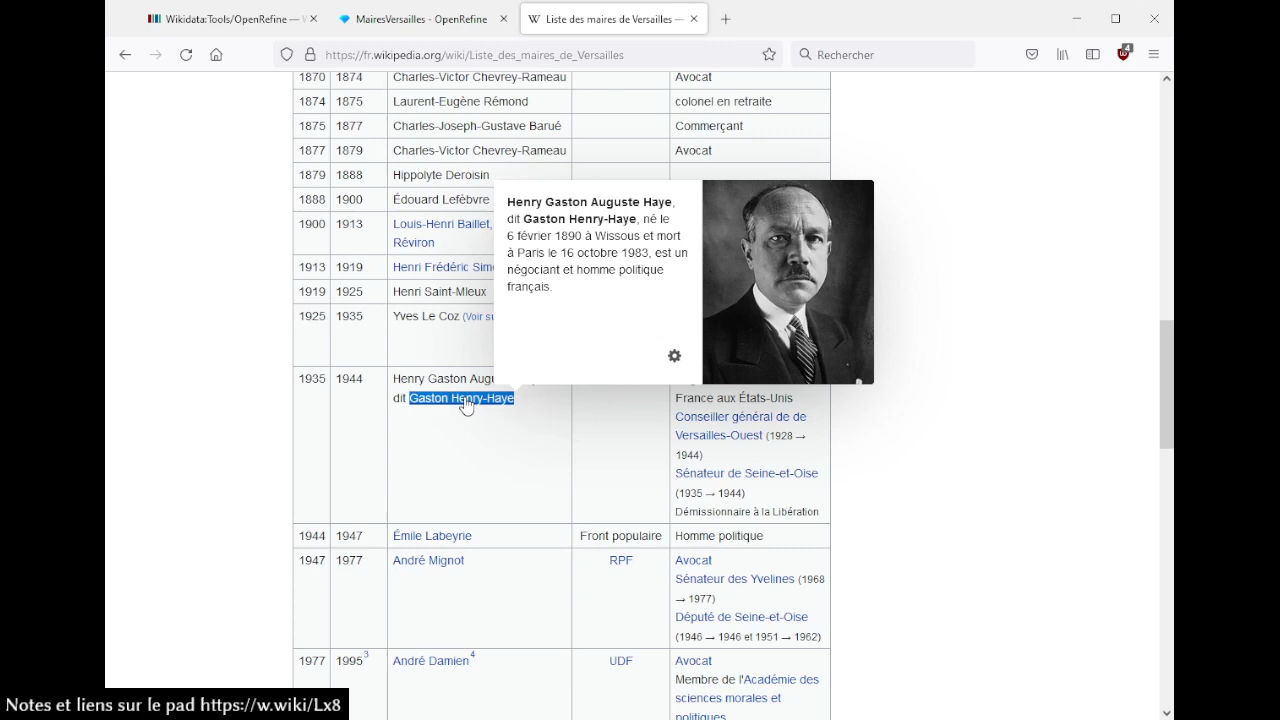 Wikidata:Tools/OpenRefine —
MairesVersailles - OpenRefine
Liste des maires de Versailles —
https://fr.wikipedia.org/wiki/Liste_des_maires_de_Versailles
Rechercher
4
1870 1874 Charles-Victor Chevrey-Rameau Avocat
1874 1875 Laurent-Eugène Rémond colonel en retraite
1875 1877 Charles-Joseph-Gustave Barué Commerçant
1877 1879 Charles-Victor Chevrey-Rameau Avocat
1879 1888 Hippolyte Deroisin
1888 1900 Édouard Lefèbvre
1900 1913 Louis-Henri Baillet,
Réviron
1913 1919 Henri Frédéric
1919 1925 Henri Saint-Mleux
1925 1935 Yves Le Coz (Voir
Henry Gaston Auguste Haye,
dit Gaston Henry-Haye, né le
6 février 1890 à Wissous et mort
à Paris le 16 octobre 1983, est un
négociant et homme politique
français.
1935 1944 Henry Gaston
dit Gaston Henry-Haye
France aux États-Unis
Conseiller général de de
Versailles-Ouest (1928 →
1944)
Sénateur de Seine-et-Oise
(1935 → 1944)
Démissionnaire à la Libération
1944 1947 Émile Labeyrie Front populaire Homme politique
1947 1977 André Mignot RPF Avocat
Sénateur des Yvelines (1968
→ 1977)
Député de Seine-et-Oise
(1946 → 1946 et 1951 → 1962)
1977 1995 3 André Damien 4 UDF Avocat
Membre de l'Académie des
sciences morales et
politiques
Notes et liens sur le pad https://w.wiki/Lx8